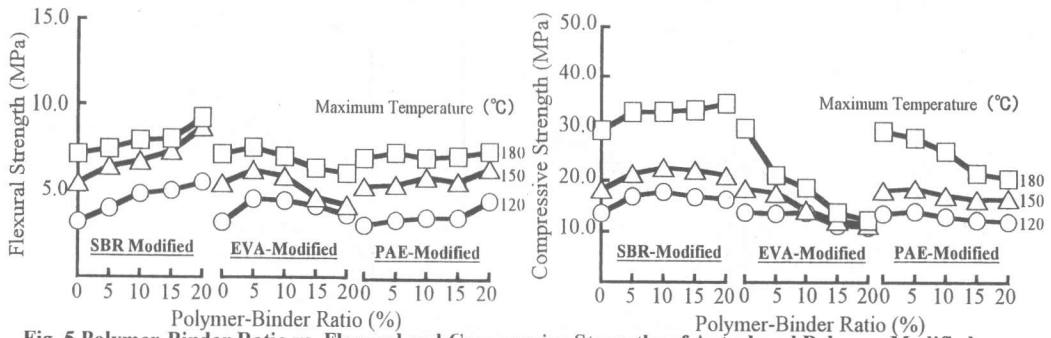 15.0
10.0
5.0
Flexural Strength (MPa)
Maximum Temperature (℃)
180
150
120
SBR Modified
EVA-Modified
PAE-Modified
0 5 10 15 20 0 5 10 15 20 0 5 10 15 20
Polymer-Binder Ratio (%)
50.0
40.0
30.0
20.0
10.0
Compressive Strength (MPa)
Maximum Temperature (℃)
180
150
120
SBR-Modified
EVA-Modified
PAE-Modified
0 5 10 15 20 0 5 10 15 20 0 5 10 15 20
Polymer-Binder Ratio (%)
Fig. 5 Polymer-Binder Ratio vs. Flexural and Compressive Strengths of Autoclaved Polymer-Modified